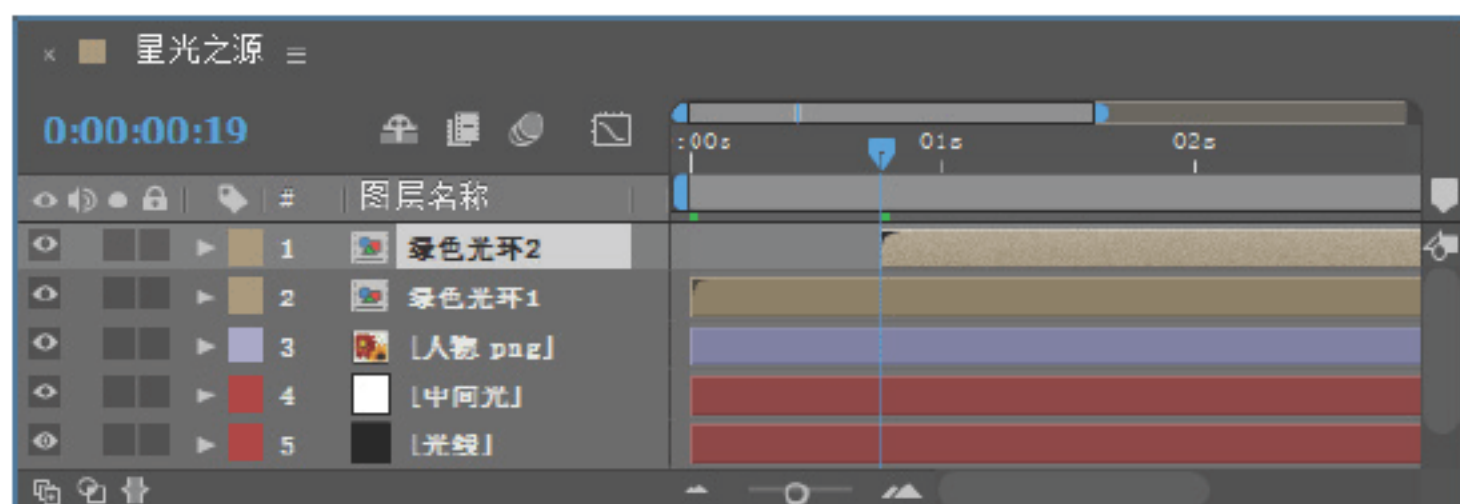 × 星光之源 ≡
0:00:00:19
:00s 01s 02s
# 图层名称
1 绿色光环2
2 绿色光环1
3 [人物.png]
4 [中间光]
5 [光线]